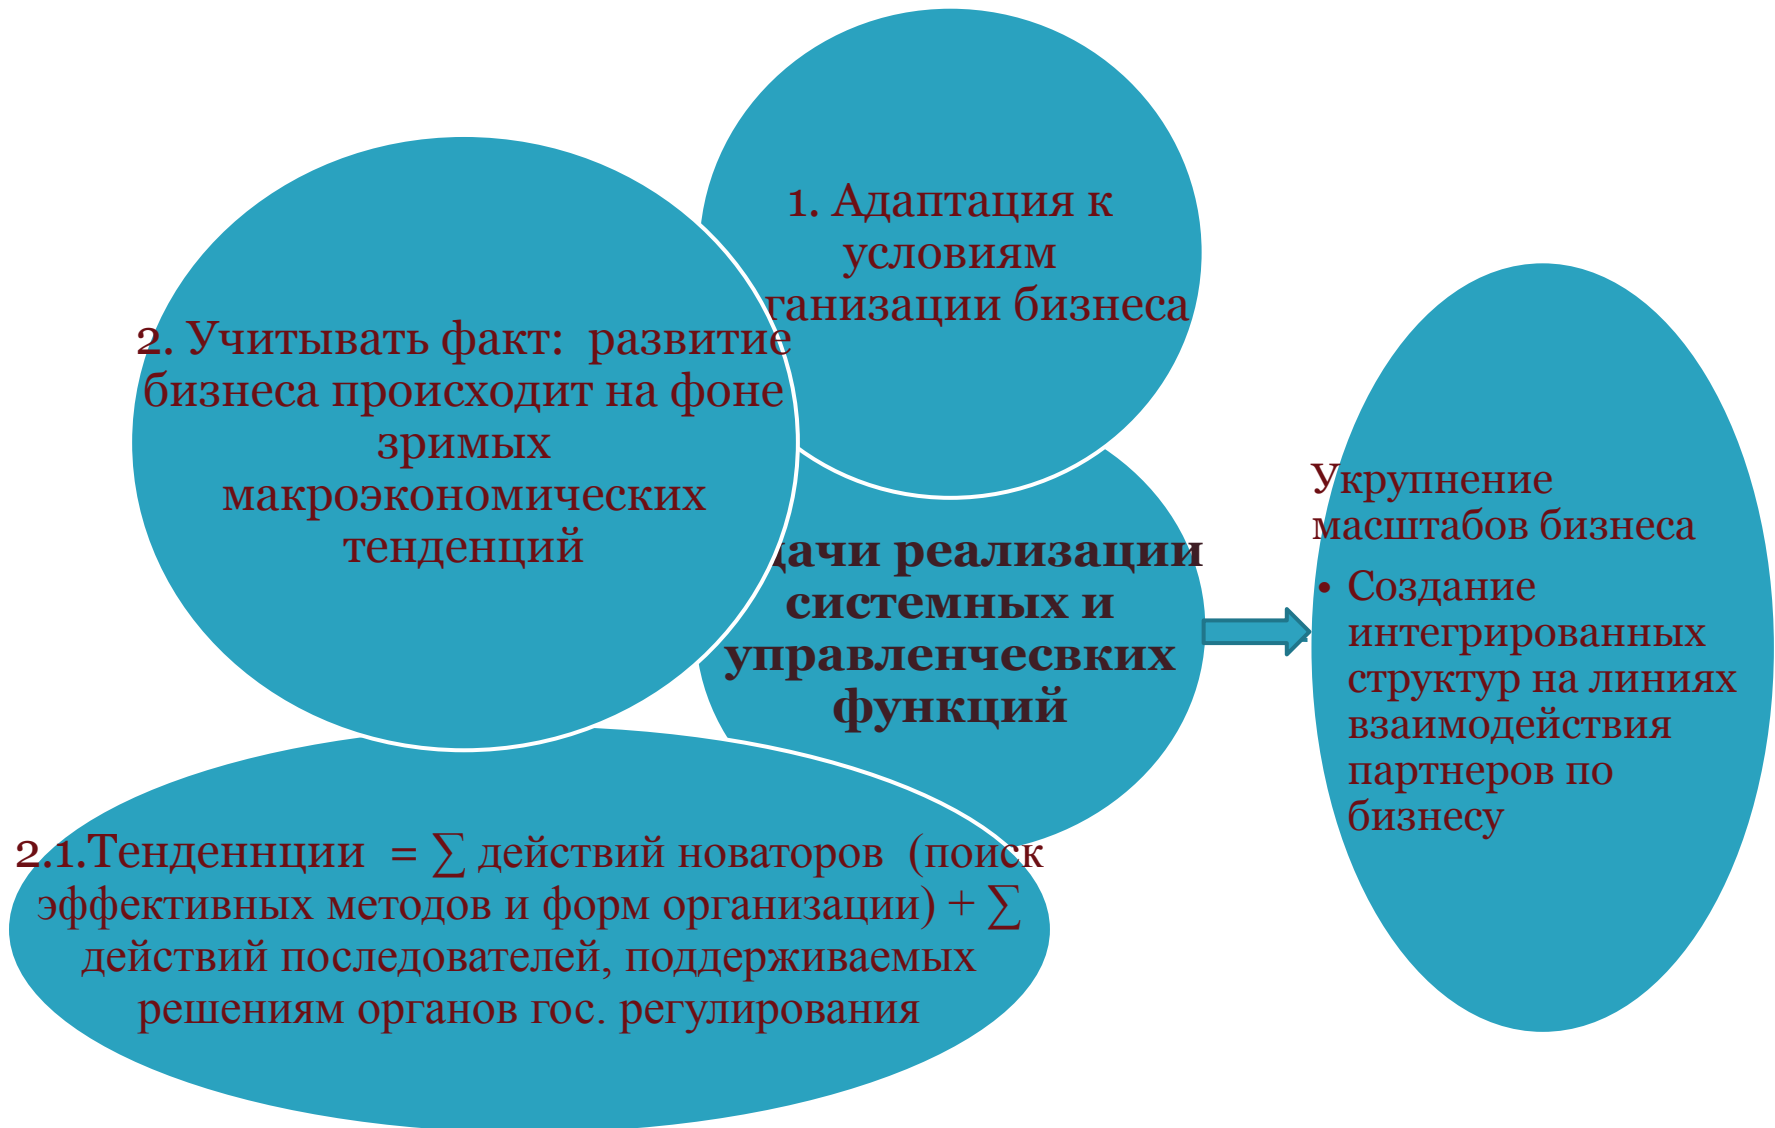 1. Адаптация к
условиям
ганизации бизнеса
2. Учитывать факт: развитие
бизнеса происходит на фоне
зримых
макроэкономических
тенденций
дачи реализации
системных и
управленчесвких
функций
2.1.Тенденнции = ∑ действий новаторов (поиск
эффективных методов и форм организации) + ∑
действий последователей, поддерживаемых
решениям органов гос. регулирования
Укрупнение
масштабов бизнеса
• Создание
интегрированных
структур на линиях
взаимодействия
партнеров по
бизнесу